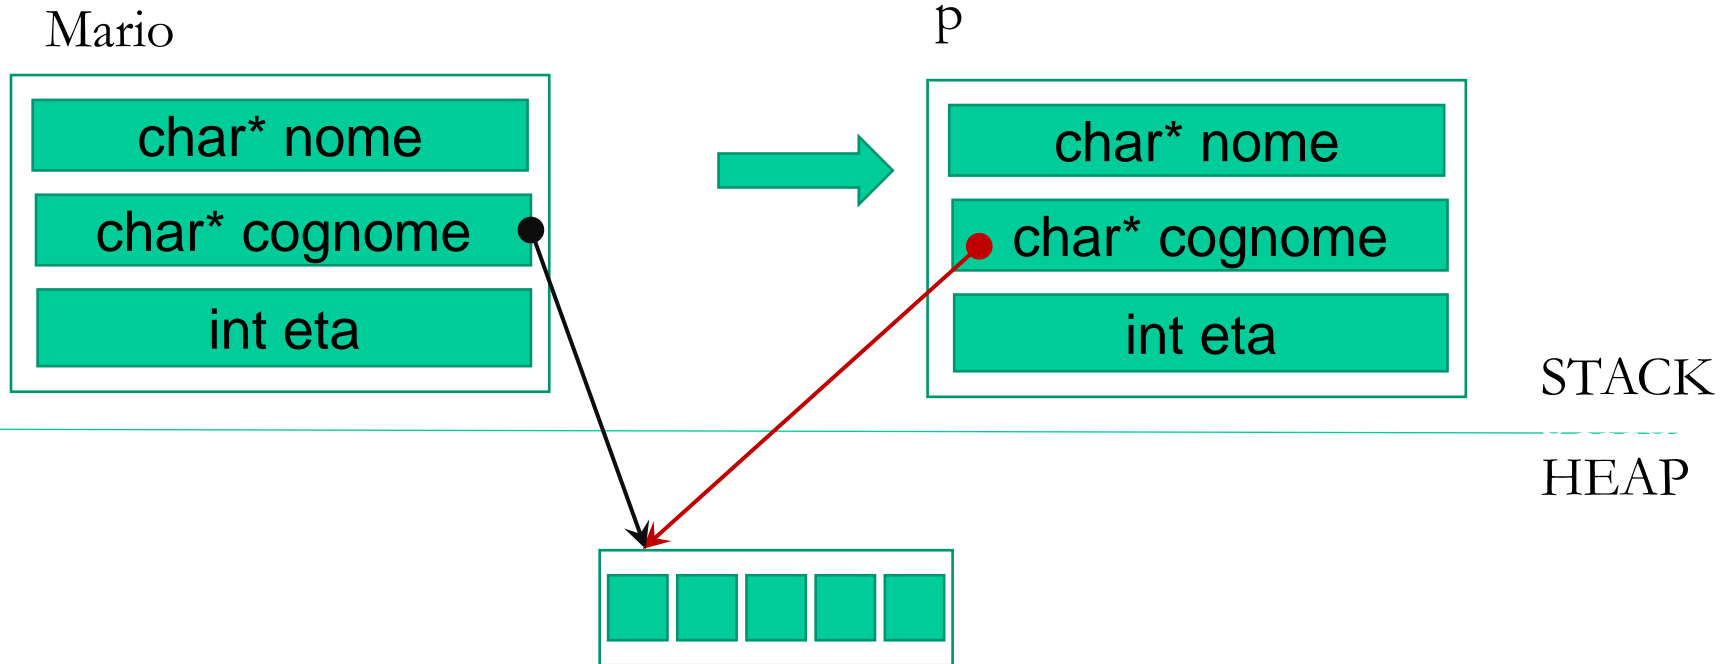 Mario
p
char* nome
char* nome
char* cognome
char* cognome
int eta
int eta
STACK
HEAP